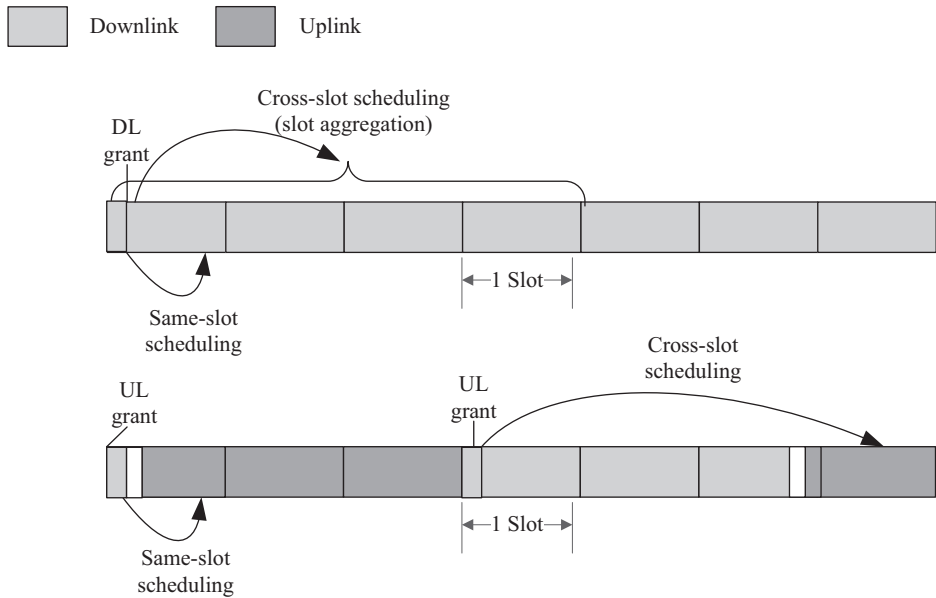 Downlink
Uplink
Cross-slot scheduling
(slot aggregation)
DL
grant
1 Slot
Same-slot
scheduling
Cross-slot
scheduling
UL
grant
UL
grant
1 Slot
Same-slot
scheduling